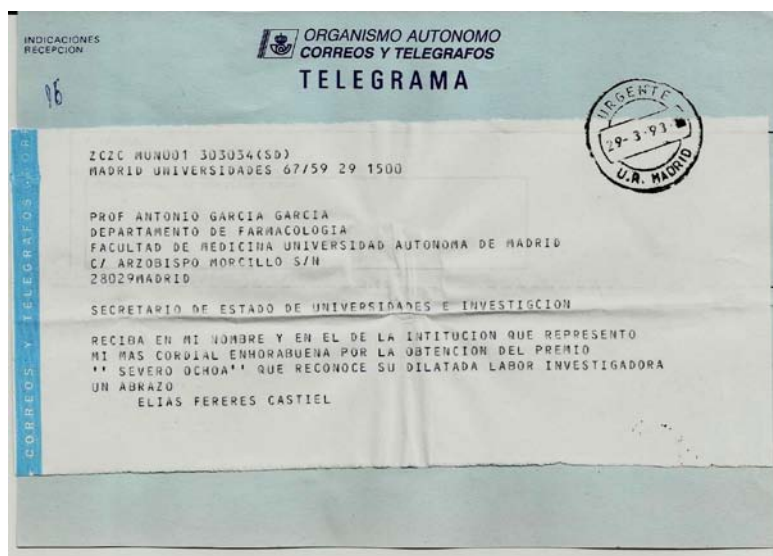 INDICACIONES
RECEPCION
ORGANISMO AUTONOMO
CORREOS Y TELEGRAFOS
TELEGRAMA
URGENTE
29-3-93
U.R. MADRID
ZCZC MUN001 303034(SD)
MADRID UNIVERSIDADES 67/59 29 1500
PROF ANTONIO GARCIA GARCIA
DEPARTAMENTO DE FARMACOLOGIA
FACULTAD DE MEDICINA UNIVERSIDAD AUTONOMA DE MADRID
C/ ARZOBISPO MORCILLO S/N
28029MADRID
SECRETARIO DE ESTADO DE UNIVERSIDADES E INVESTIGCION
RECIBA EN MI NOMBRE Y EN EL DE LA INTITUCION QUE REPRESENTO
MI MAS CORDIAL ENHORABUENA POR LA OBTENCION DEL PREMIO
'' SEVERO OCHOA'' QUE RECONOCE SU DILATADA LABOR INVESTIGADORA
UN ABRAZO
ELIAS FERERES CASTIEL
CORREOS Y TELEGRAFOS